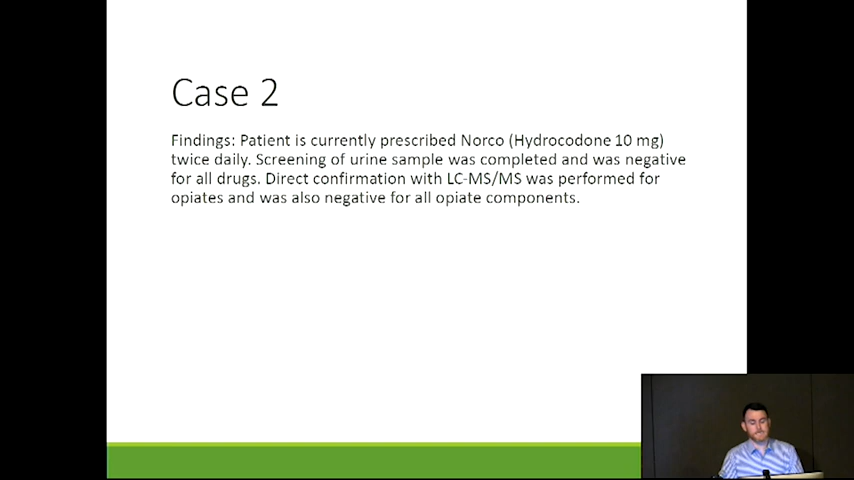 Case 2
Findings: Patient is currently prescribed Norco (Hydrocodone 10 mg)
twice daily. Screening of urine sample was completed and was negative
for all drugs. Direct confirmation with LC-MS/MS was performed for
opiates and was also negative for all opiate components.